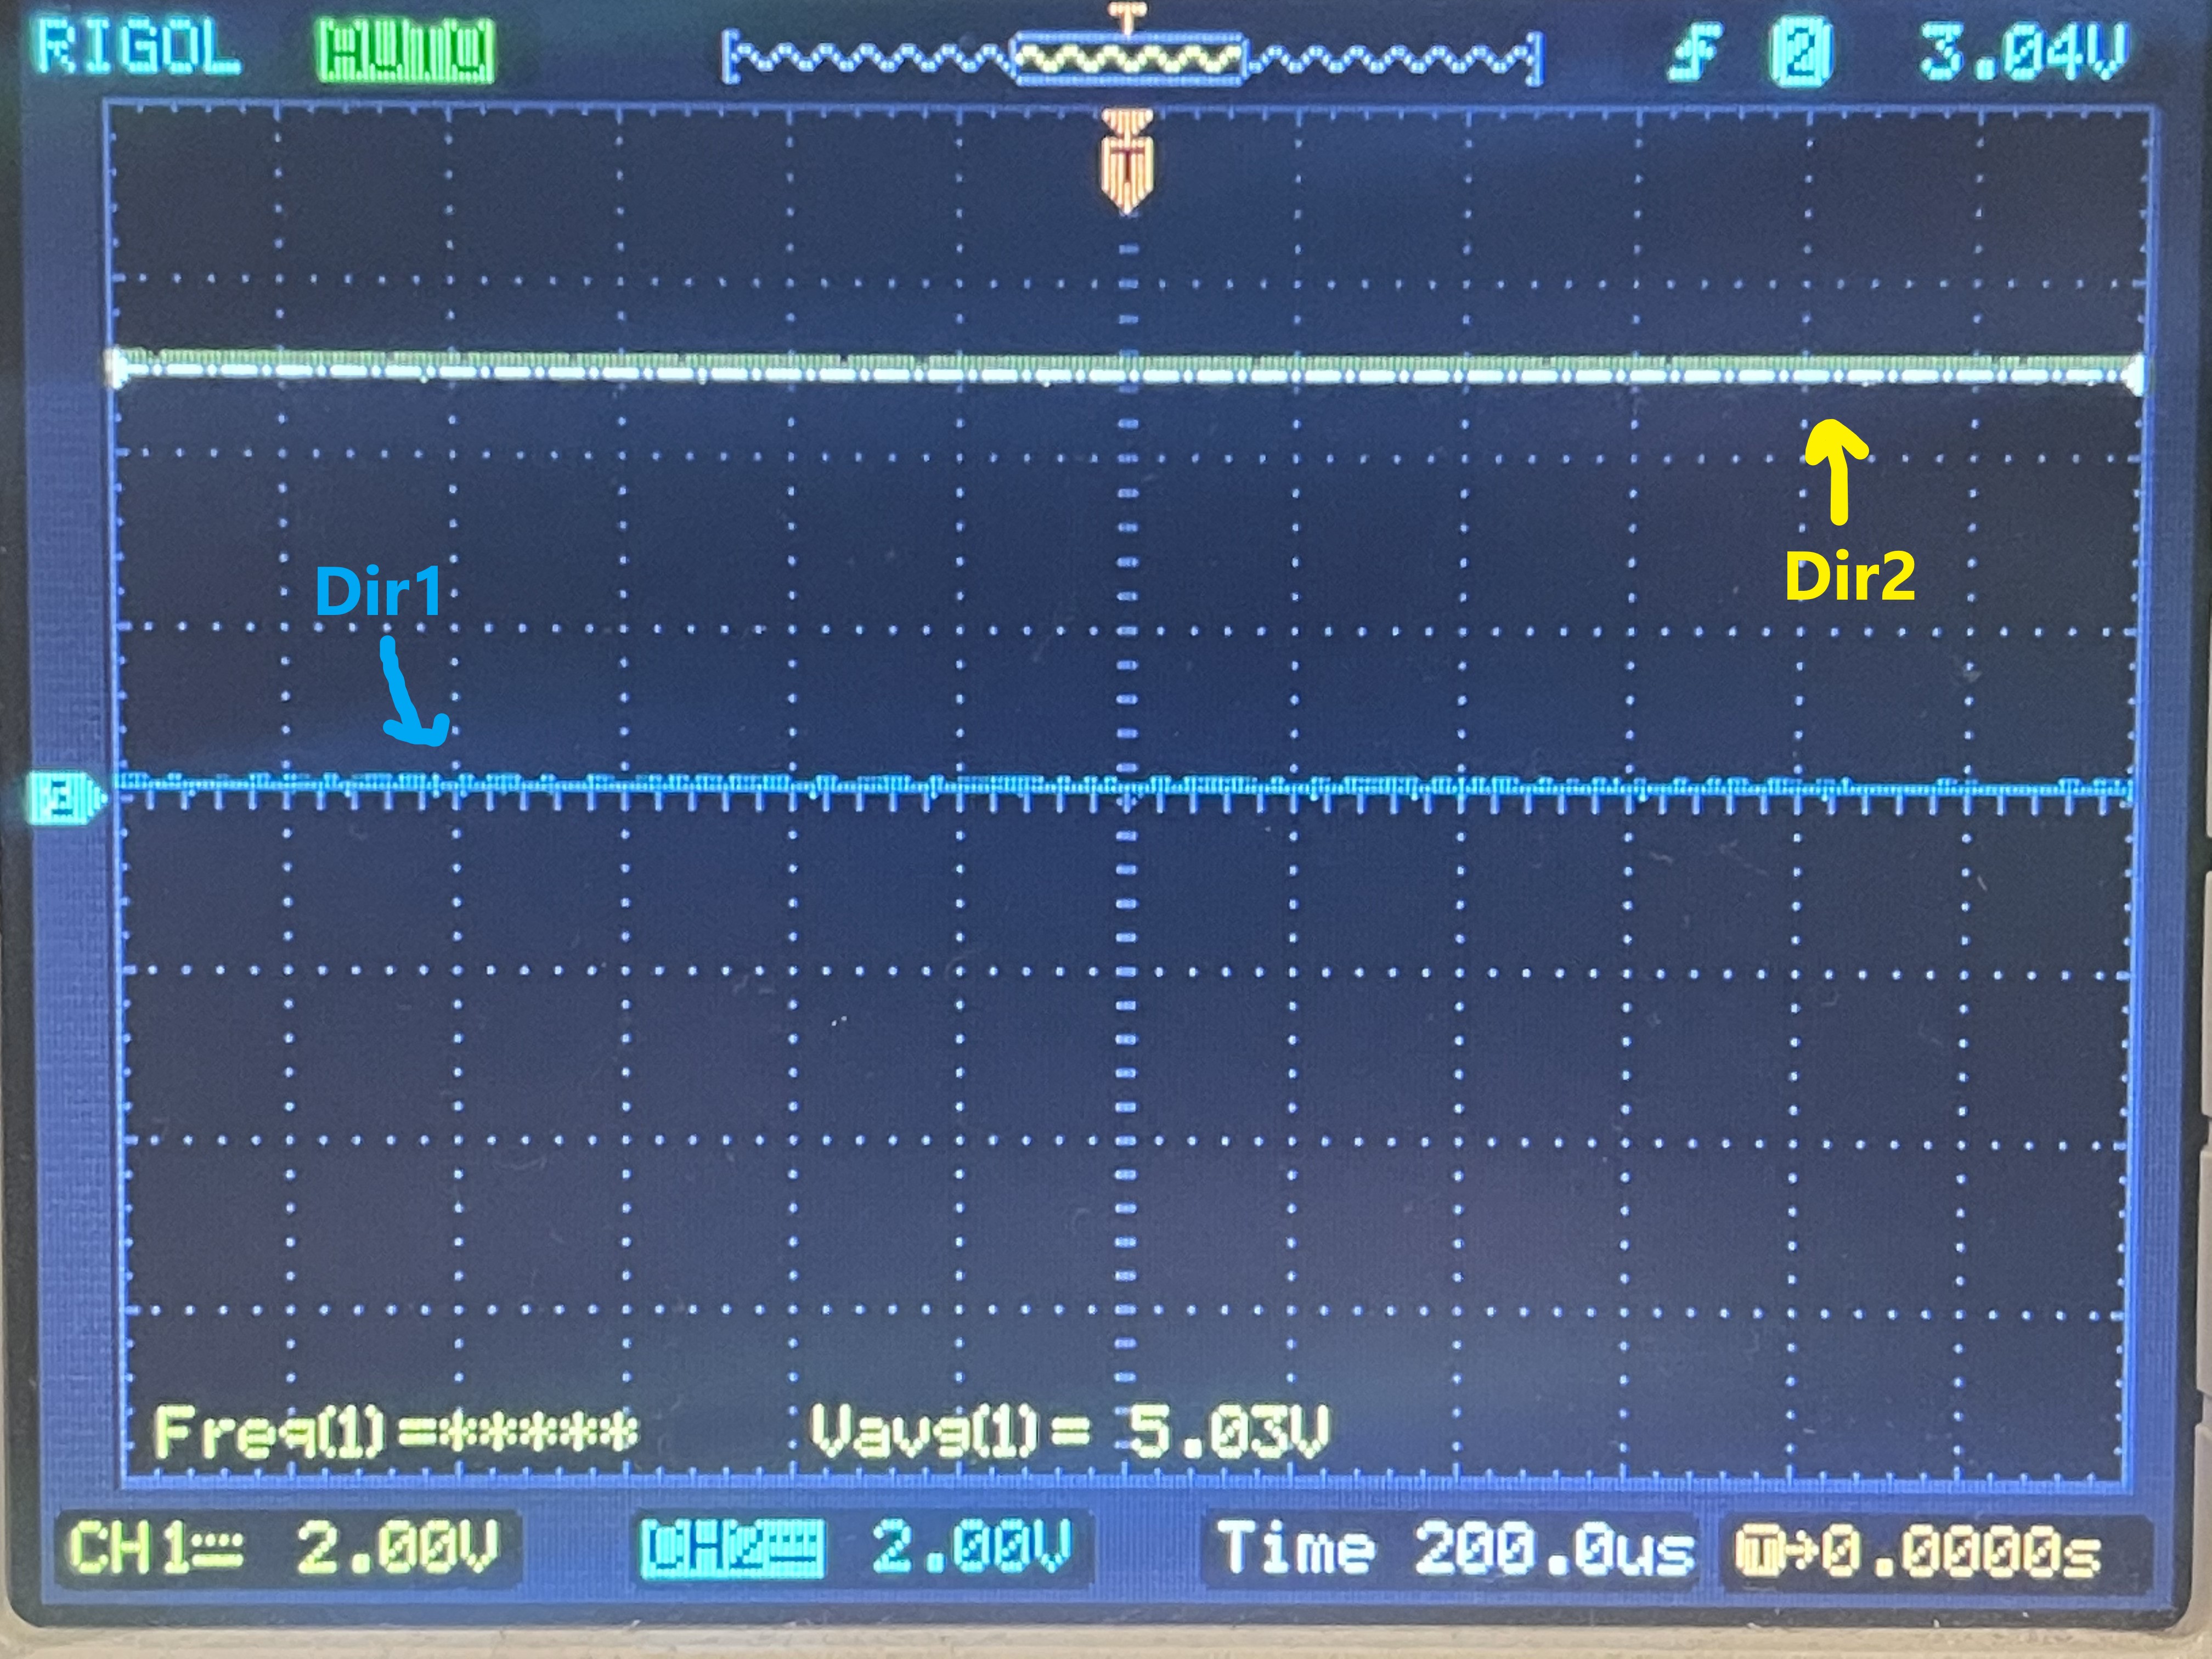 RIGOL AUTO T 2 3.04V
T
Dir2
Dir1
2
Freq(1)=***** Vavg(1)= 5.03V
CH1 2.00V CH2 2.00V Time 200.0us T→0.0000s